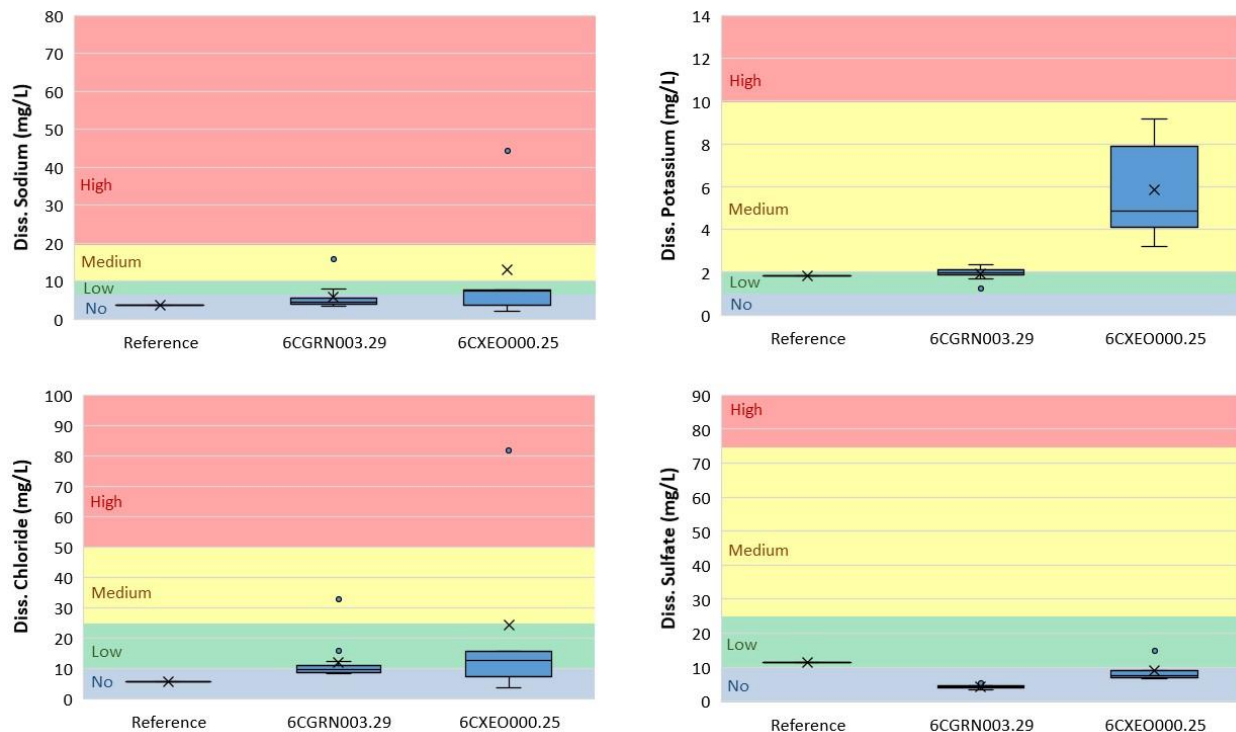 Diss. Sodium (mg/L)
80
70
60
50
40
30
20
10
0
High
Medium
Low
No
Reference
6CGRN003.29
6CXEO000.25
Diss. Potassium (mg/L)
14
12
10
8
6
4
2
0
High
Medium
Low
No
Reference
6CGRN003.29
6CXEO000.25
Diss. Chloride (mg/L)
100
90
80
70
60
50
40
30
20
10
0
High
Medium
Low
No
Reference
6CGRN003.29
6CXEO000.25
Diss. Sulfate (mg/L)
90
80
70
60
50
40
30
20
10
0
High
Medium
Low
No
Reference
6CGRN003.29
6CXEO000.25